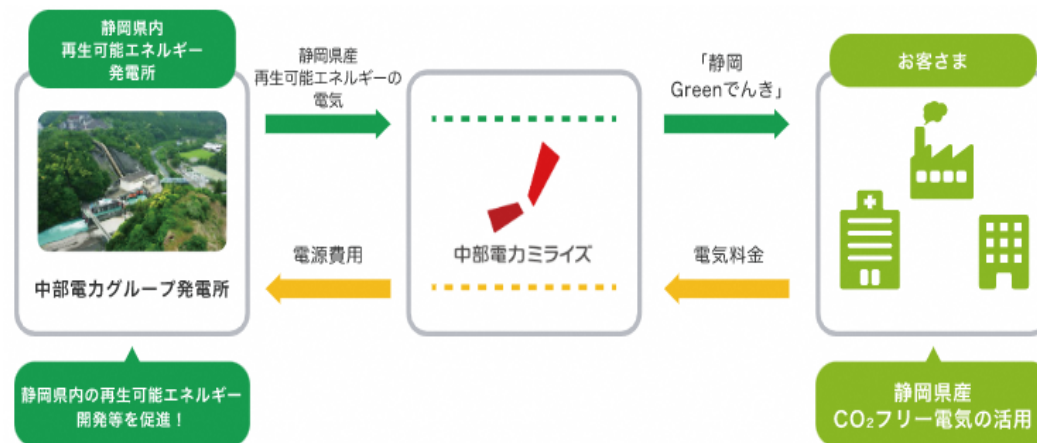 静岡県内
再生可能エネルギー
発電所
中部電力グループ発電所
静岡県内の再生可能エネルギー
開発等を促進！
静岡県産
再生可能エネルギーの
電気
電源費用
中部電力ミライズ
「静岡
Greenでんき」
電気料金
お客さま
静岡県産
CO₂フリー電気の活用